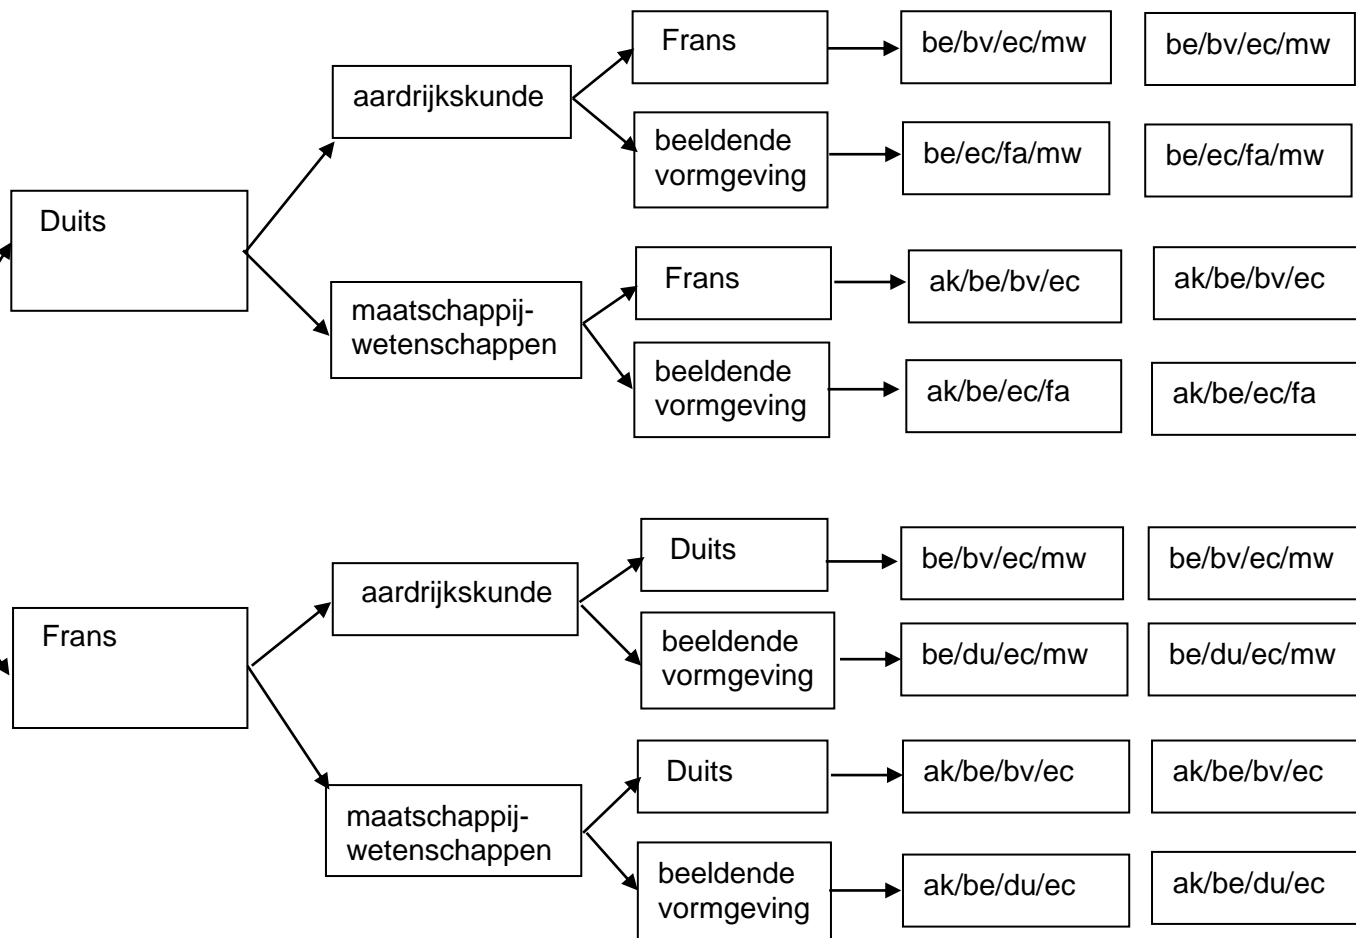 Frans
be/bv/ec/mw
be/bv/ec/mw
aardrijkskunde
beeldende
vormgeving
be/ec/fa/mw
be/ec/fa/mw
Duits
Frans
ak/be/bv/ec
ak/be/bv/ec
maatschappij-
wetenschappen
beeldende
vormgeving
ak/be/ec/fa
ak/be/ec/fa
Duits
be/bv/ec/mw
be/bv/ec/mw
aardrijkskunde
beeldende
vormgeving
be/du/ec/mw
be/du/ec/mw
Frans
Duits
ak/be/bv/ec
ak/be/bv/ec
maatschappij-
wetenschappen
beeldende
vormgeving
ak/be/du/ec
ak/be/du/ec